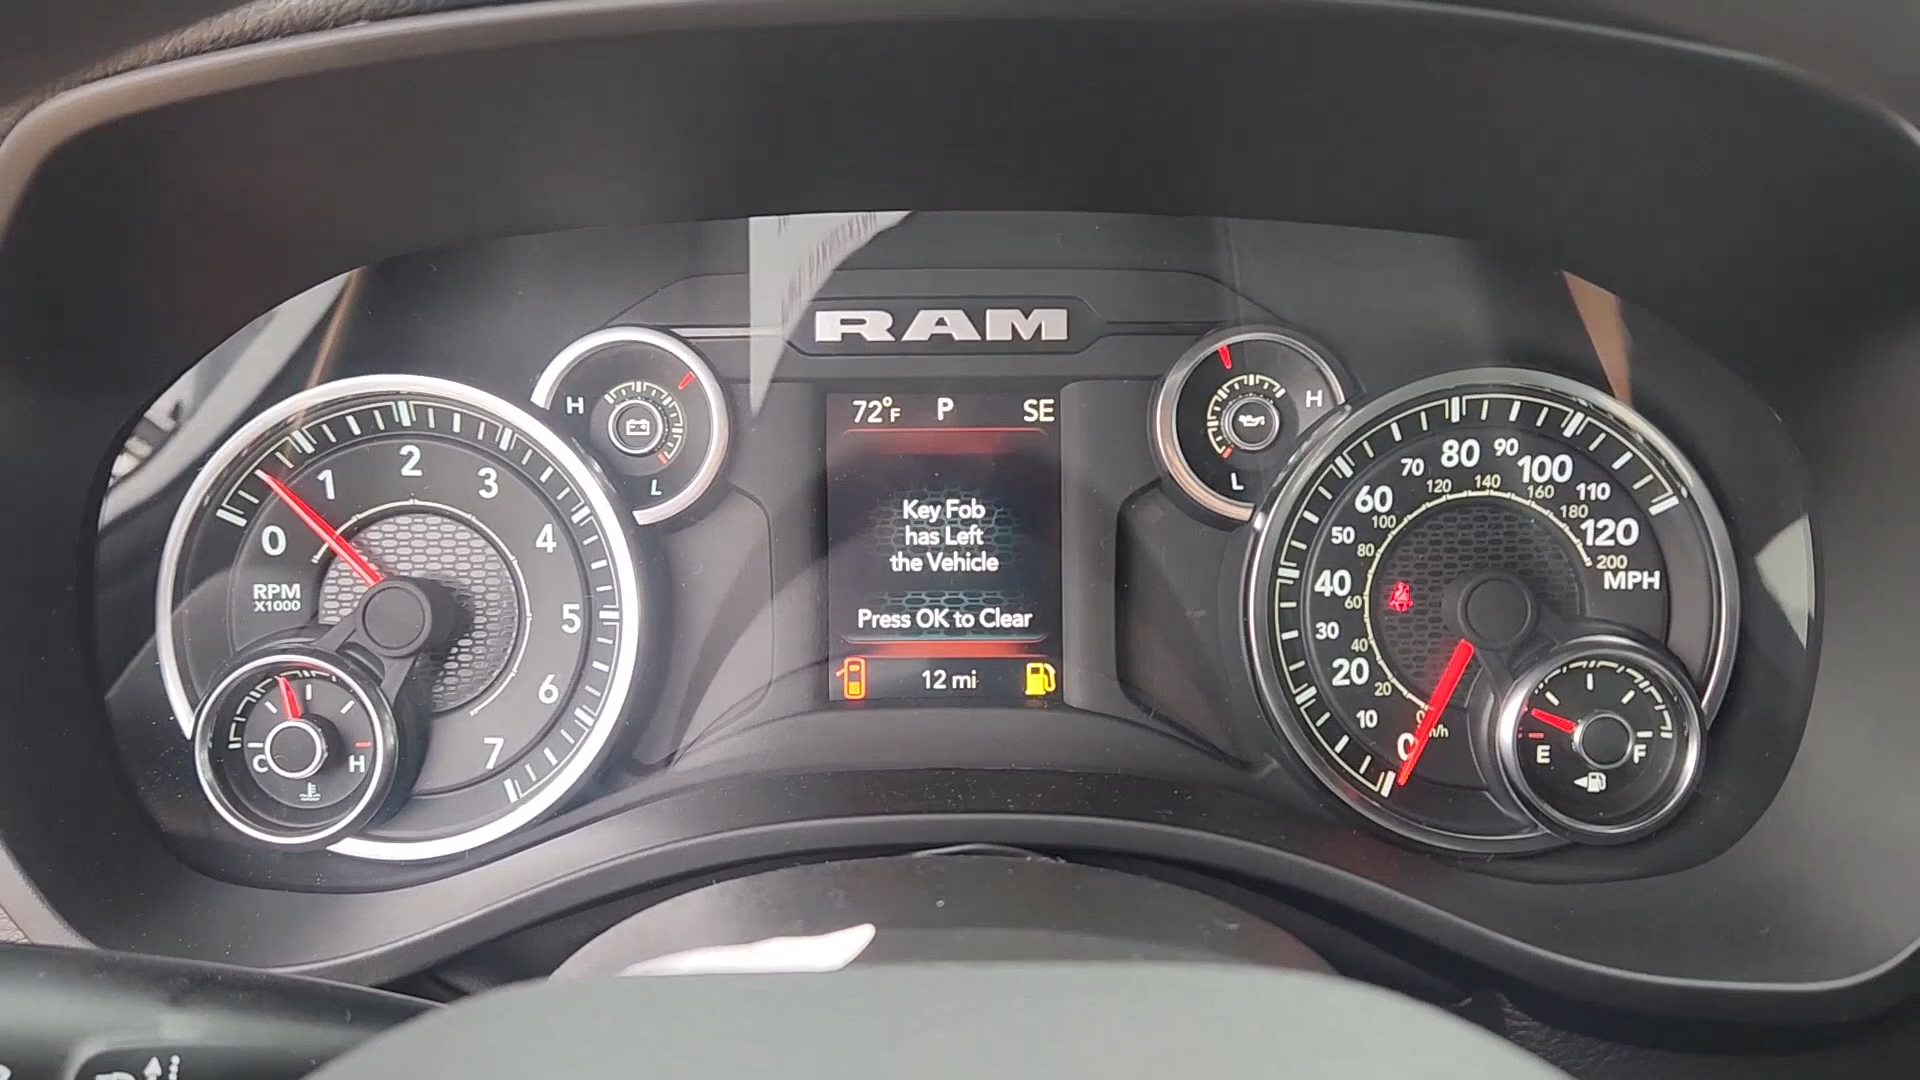 RAM
72°F P SE
Key Fob
has Left
the Vehicle
Press OK to Clear
12 mi
H
L
H
L
0 1 2 3 4 5 6 7
RPM
X1000
C H
0 10 20 30 40 50 60 70 80 90 100 110 120
MPH
20 40 60 80 100 120 140 160 180 200
E F